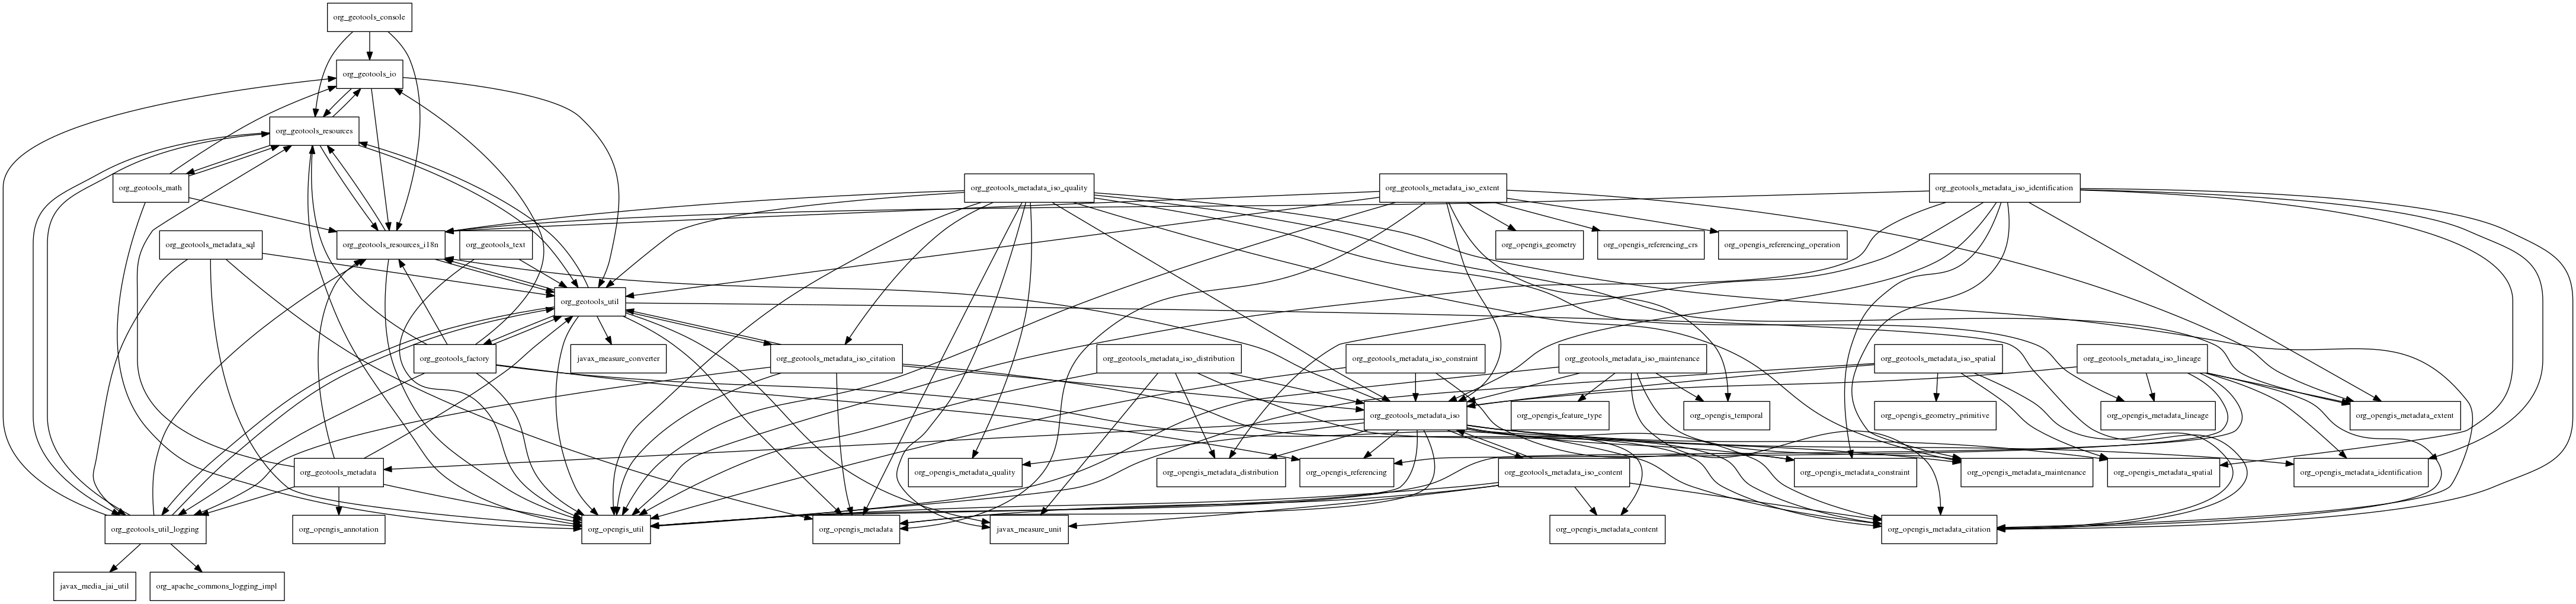 org_geotools_console
org_geotools_io
org_geotools_resources
org_geotools_math
org_geotools_metadata_iso_quality
org_geotools_metadata_iso_extent
org_geotools_metadata_iso_identification
org_geotools_metadata_sql
org_geotools_resources_i18n
org_geotools_text
org_opengis_geometry
org_opengis_referencing_crs
org_opengis_referencing_operation
org_geotools_util
org_geotools_factory
javax_measure_converter
org_geotools_metadata_iso_citation
org_geotools_metadata_iso_distribution
org_geotools_metadata_iso_constraint
org_geotools_metadata_iso_maintenance
org_geotools_metadata_iso_spatial
org_geotools_metadata_iso_lineage
org_geotools_metadata_iso
org_opengis_feature_type
org_opengis_temporal
org_opengis_geometry_primitive
org_opengis_metadata_lineage
org_opengis_metadata_extent
org_geotools_metadata
org_opengis_metadata_quality
org_opengis_metadata_distribution
org_opengis_referencing
org_geotools_metadata_iso_content
org_opengis_metadata_constraint
org_opengis_metadata_maintenance
org_opengis_metadata_spatial
org_opengis_metadata_identification
org_geotools_util_logging
org_opengis_annotation
org_opengis_util
org_opengis_metadata
javax_measure_unit
org_opengis_metadata_content
org_opengis_metadata_citation
javax_media_jai_util
org_apache_commons_logging_impl